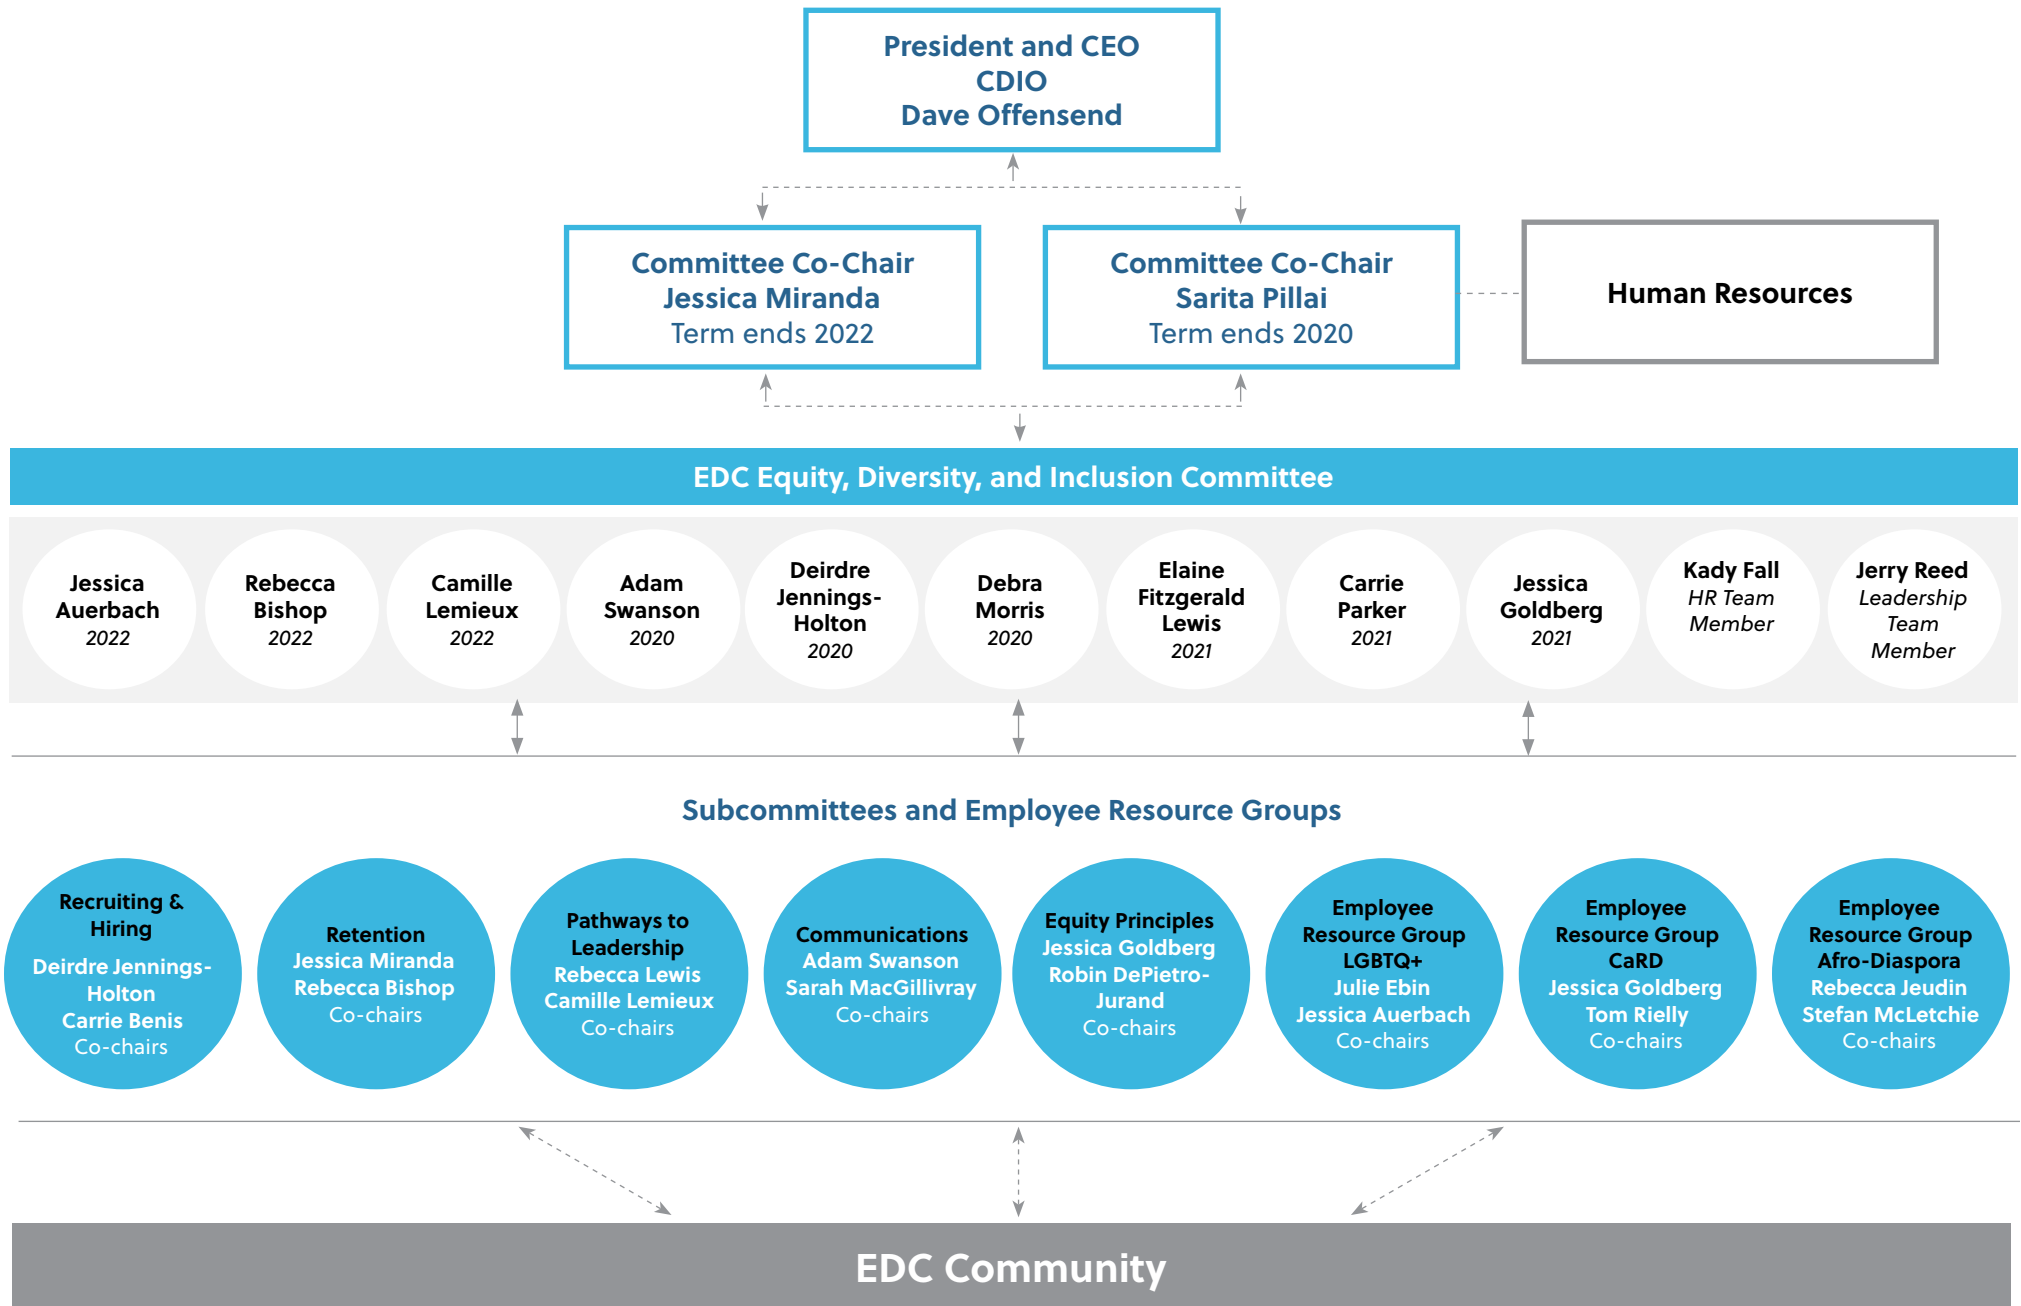 President and CEO
CDIO
Dave Offensend
Committee Co-Chair
Jessica Miranda
Term ends 2022
Committee Co-Chair
Sarita Pillai
Term ends 2020
Human Resources
EDC Equity, Diversity, and Inclusion Committee
Jessica
Auerbach
2022
Rebecca
Bishop
2022
Camille
Lemieux
2022
Adam
Swanson
2020
Deirdre
Jennings-
Holton
2020
Debra
Morris
2020
Elaine
Fitzgerald
Lewis
2021
Carrie
Parker
2021
Jessica
Goldberg
2021
Kady Fall
HR Team
Member
Jerry Reed
Leadership
Team
Member
Subcommittees and Employee Resource Groups
Recruiting &
Hiring
Deirdre Jennings-
Holton
Carrie Benis
Co-chairs
Retention
Jessica Miranda
Rebecca Bishop
Co-chairs
Pathways to
Leadership
Rebecca Lewis
Camille Lemieux
Co-chairs
Communications
Adam Swanson
Sarah MacGillivray
Co-chairs
Equity Principles
Jessica Goldberg
Robin DePietro-
Jurand
Co-chairs
Employee
Resource Group
LGBTQ+
Julie Ebin
Jessica Auerbach
Co-chairs
Employee
Resource Group
CaRD
Jessica Goldberg
Tom Rielly
Co-chairs
Employee
Resource Group
Afro-Diaspora
Rebecca Jeudin
Stefan McLetchie
Co-chairs
EDC Community